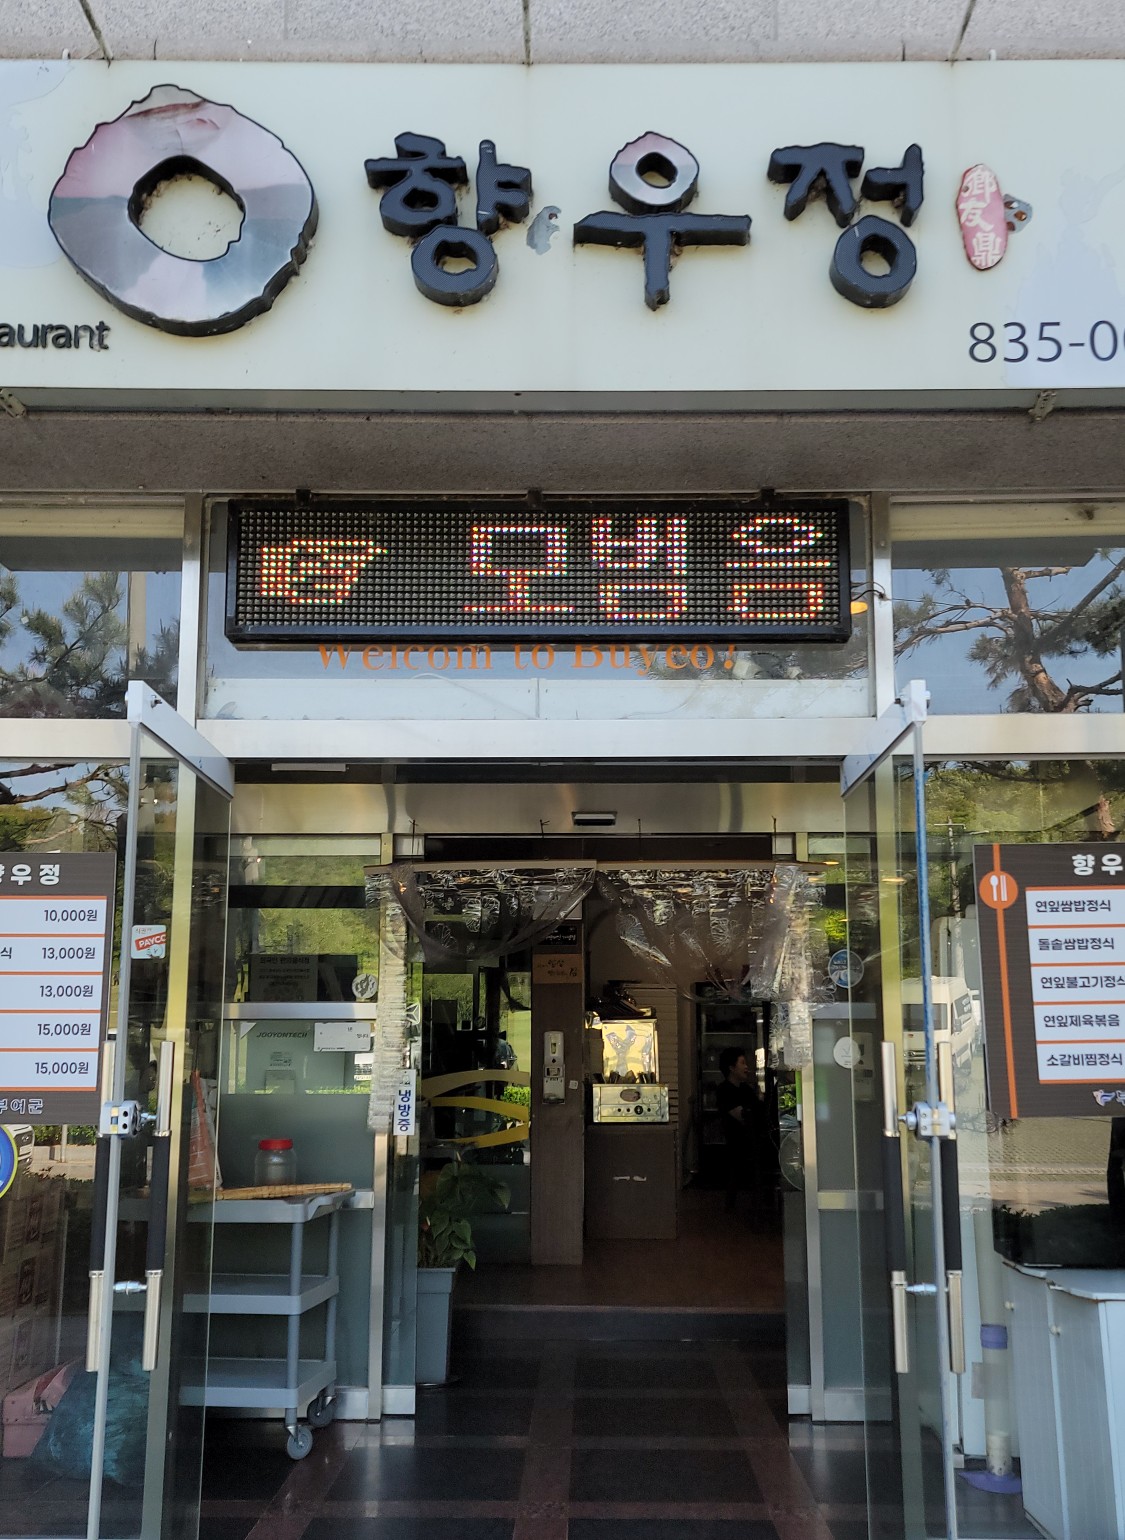 향우정
鄕友鼎
aurant
835-0
모범음
Welcom to Buyeo!
향우정
10,000원
식 13,000원
13,000원
15,000원
15,000원
부여군
PAYCO
JOOYONTECH
냉방중
향우
연잎쌈밥정식
돌솥쌈밥정식
연잎불고기정식
연잎제육볶음
소갈비찜정식